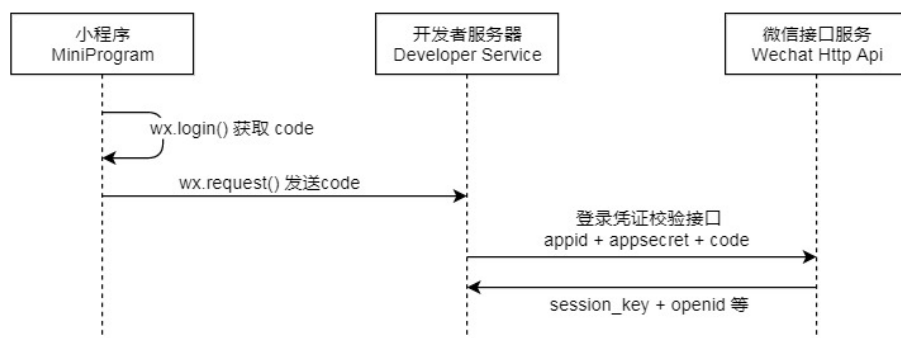 小程序
MiniProgram
开发者服务器
Developer Service
微信接口服务
Wechat Http Api
wx.login() 获取 code
wx.request() 发送code
登录凭证校验接口
appid + appsecret + code
session_key + openid 等